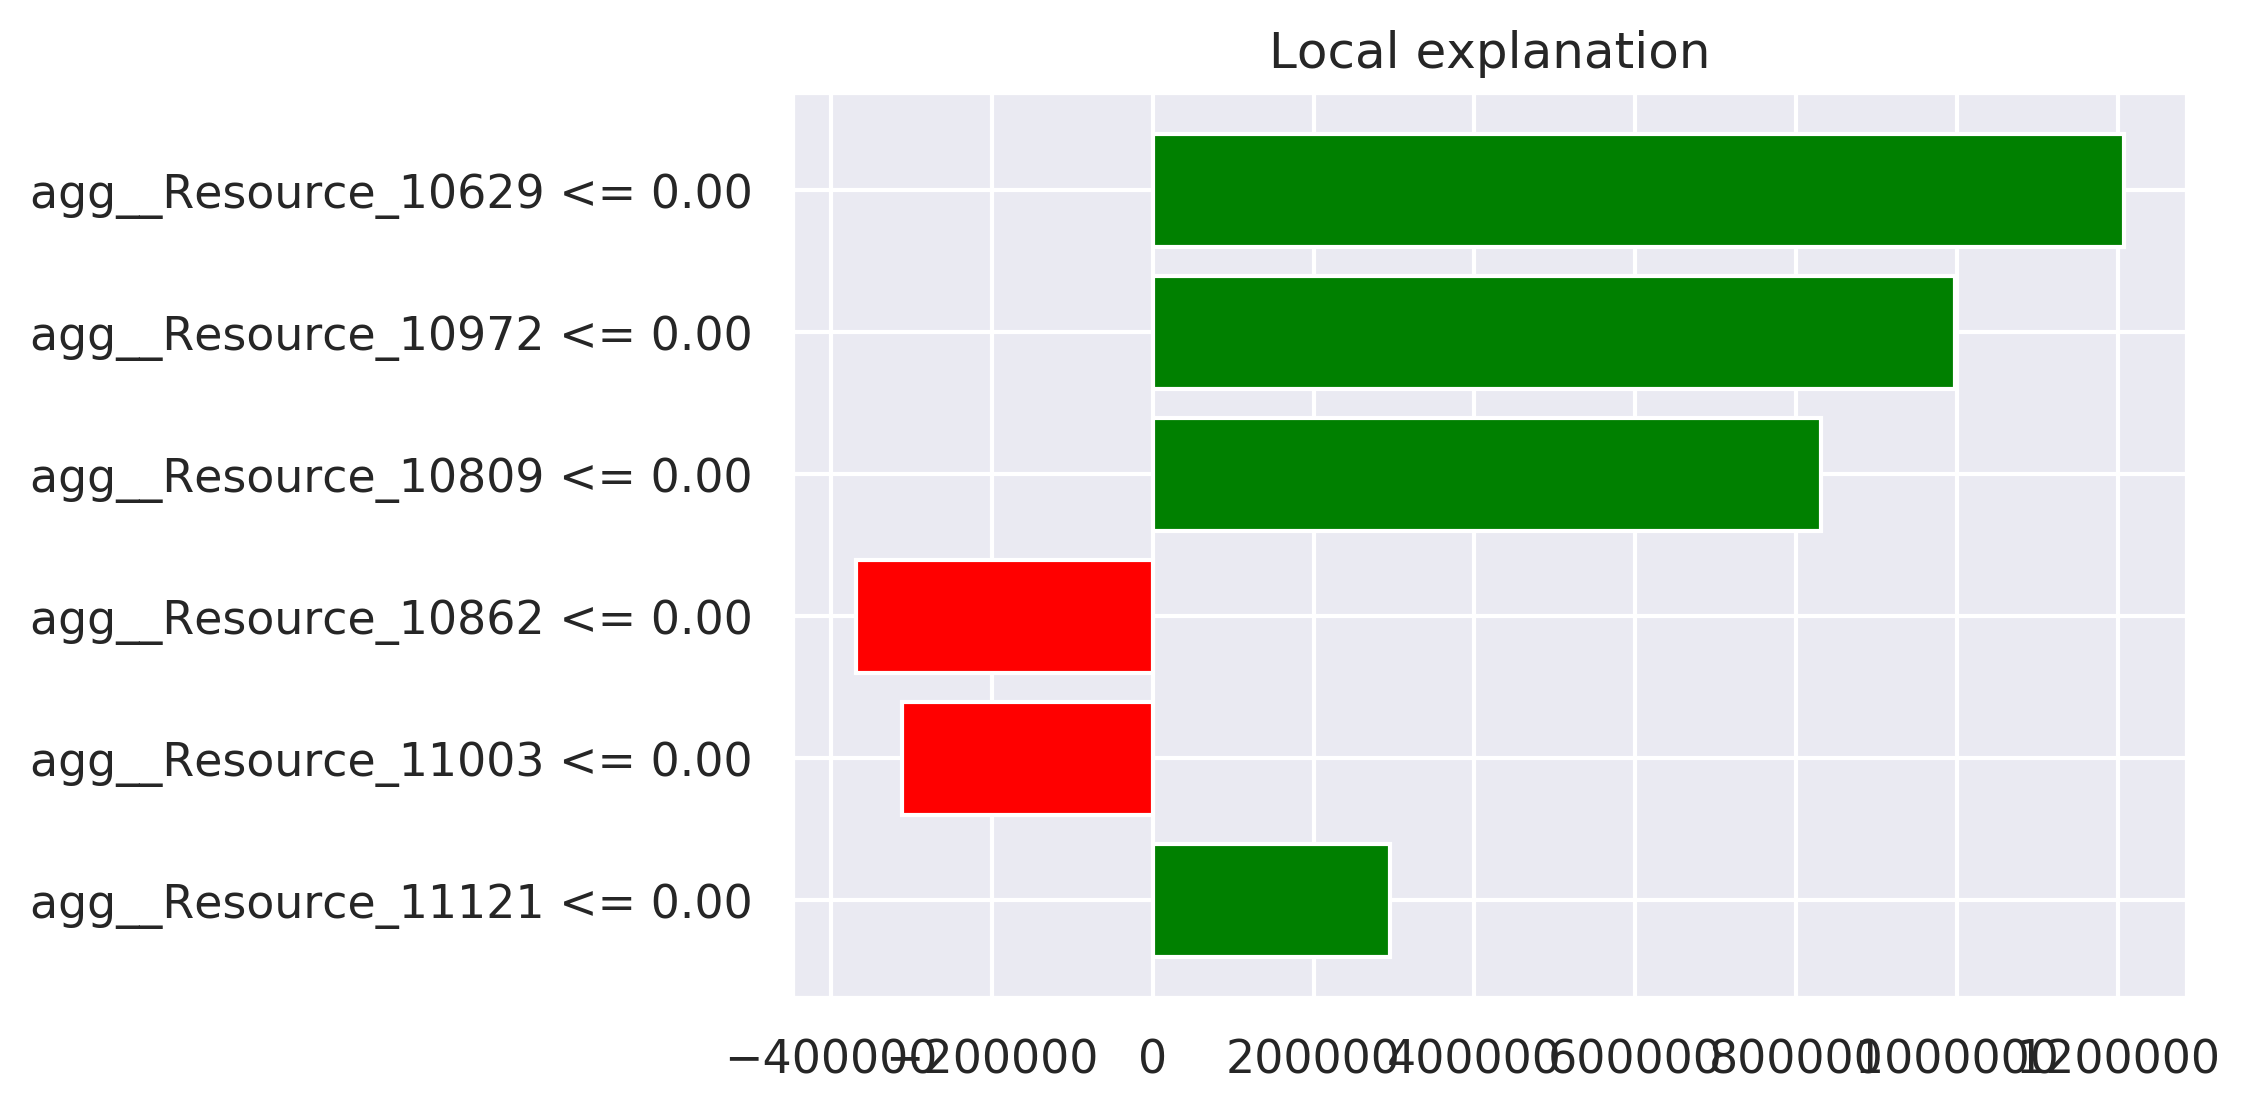 Local explanation
agg__Resource_10629 <= 0.00
agg__Resource_10972 <= 0.00
agg__Resource_10809 <= 0.00
agg__Resource_10862 <= 0.00
agg__Resource_11003 <= 0.00
agg__Resource_11121 <= 0.00
−400000 −200000 0 200000 400000 600000 800000 1000000 1200000